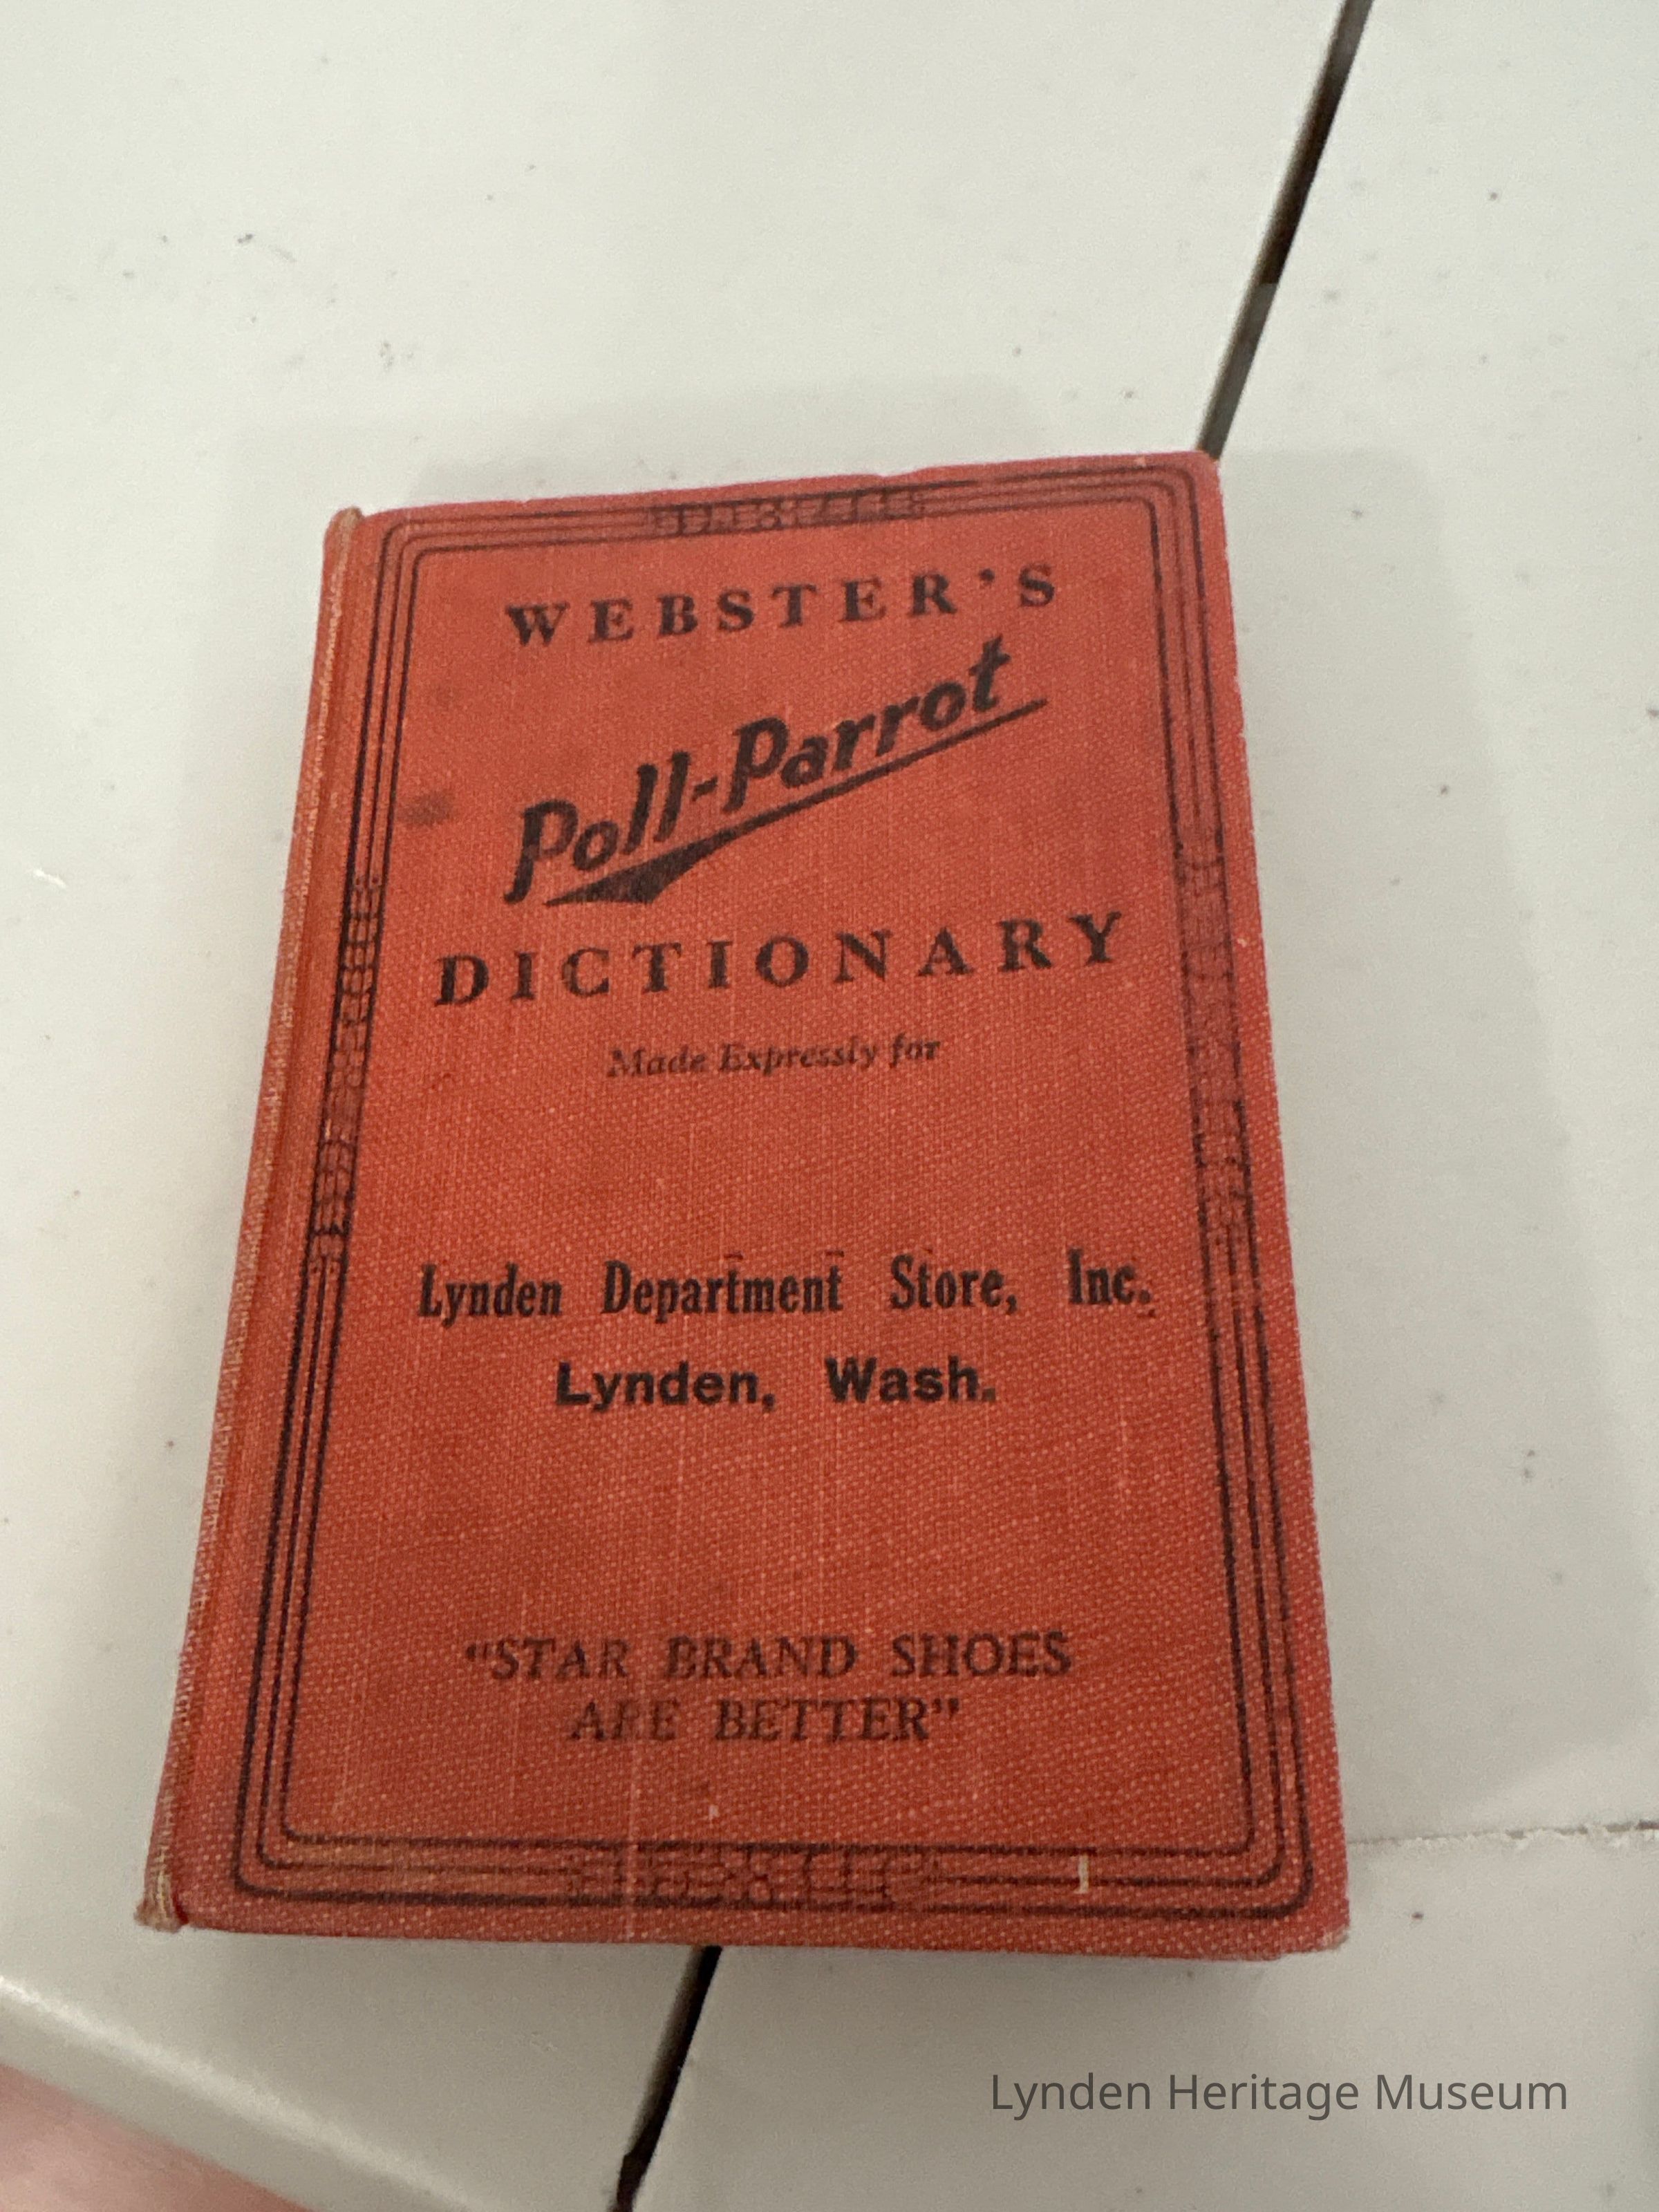 WEBSTER'S
Poll-Parrot
DICTIONARY
Made Expressly for
Lynden Department Store, Inc.
Lynden, Wash.
"STAR BRAND SHOES
ARE BETTER"
Lynden Heritage Museum